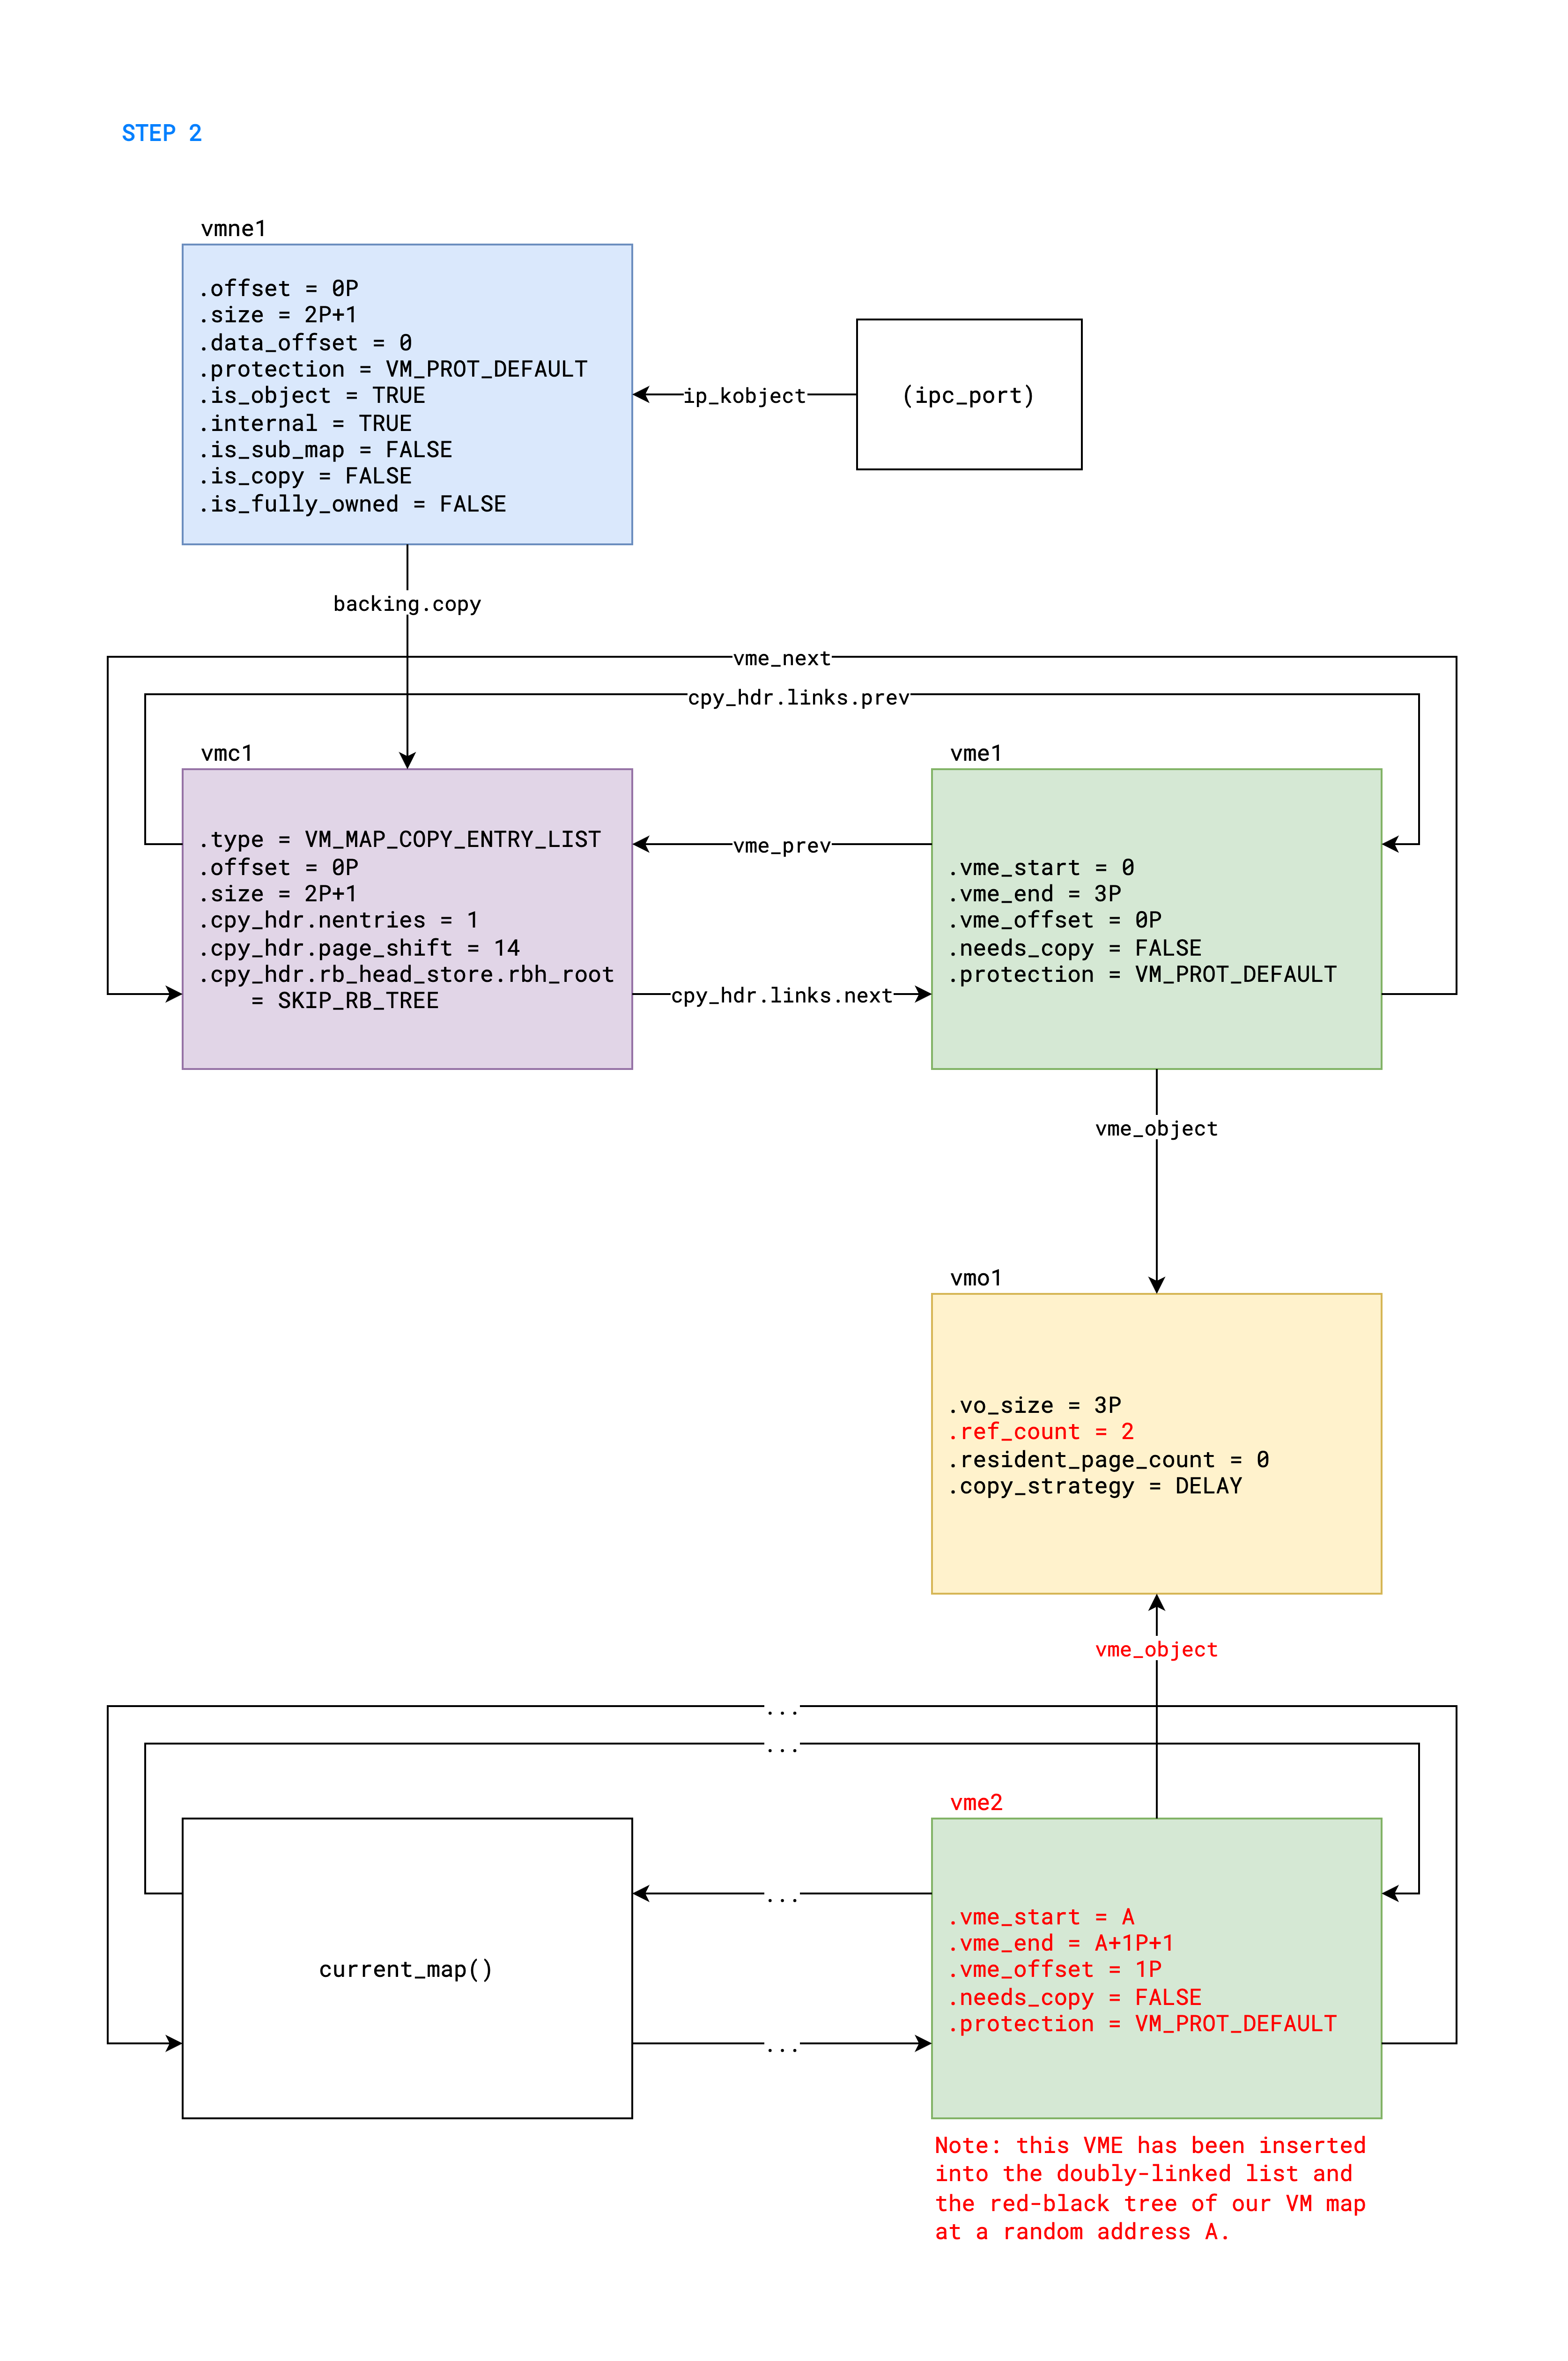 STEP 2
vmne1
.offset = 0P
.size = 2P+1
.data_offset = 0
.protection = VM_PROT_DEFAULT
.is_object = TRUE
.internal = TRUE
.is_sub_map = FALSE
.is_copy = FALSE
.is_fully_owned = FALSE
ip_kobject
(ipc_port)
backing.copy
vme_next
cpy_hdr.links.prev
vmc1
.type = VM_MAP_COPY_ENTRY_LIST
.offset = 0P
.size = 2P+1
.cpy_hdr.nentries = 1
.cpy_hdr.page_shift = 14
.cpy_hdr.rb_head_store.rbh_root
= SKIP_RB_TREE
vme_prev
cpy_hdr.links.next
vme1
.vme_start = 0
.vme_end = 3P
.vme_offset = 0P
.needs_copy = FALSE
.protection = VM_PROT_DEFAULT
vme_object
vmo1
.vo_size = 3P
.ref_count = 2
.resident_page_count = 0
.copy_strategy = DELAY
vme_object
...
...
current_map()
...
...
vme2
.vme_start = A
.vme_end = A+1P+1
.vme_offset = 1P
.needs_copy = FALSE
.protection = VM_PROT_DEFAULT
Note: this VME has been inserted
into the doubly-linked list and
the red-black tree of our VM map
at a random address A.